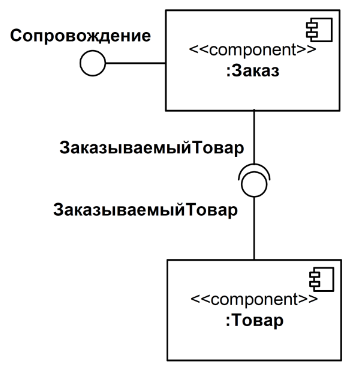 Сопровождение
<<component>>
:Заказ
ЗаказываемыйТовар
ЗаказываемыйТовар
<<component>>
:Товар